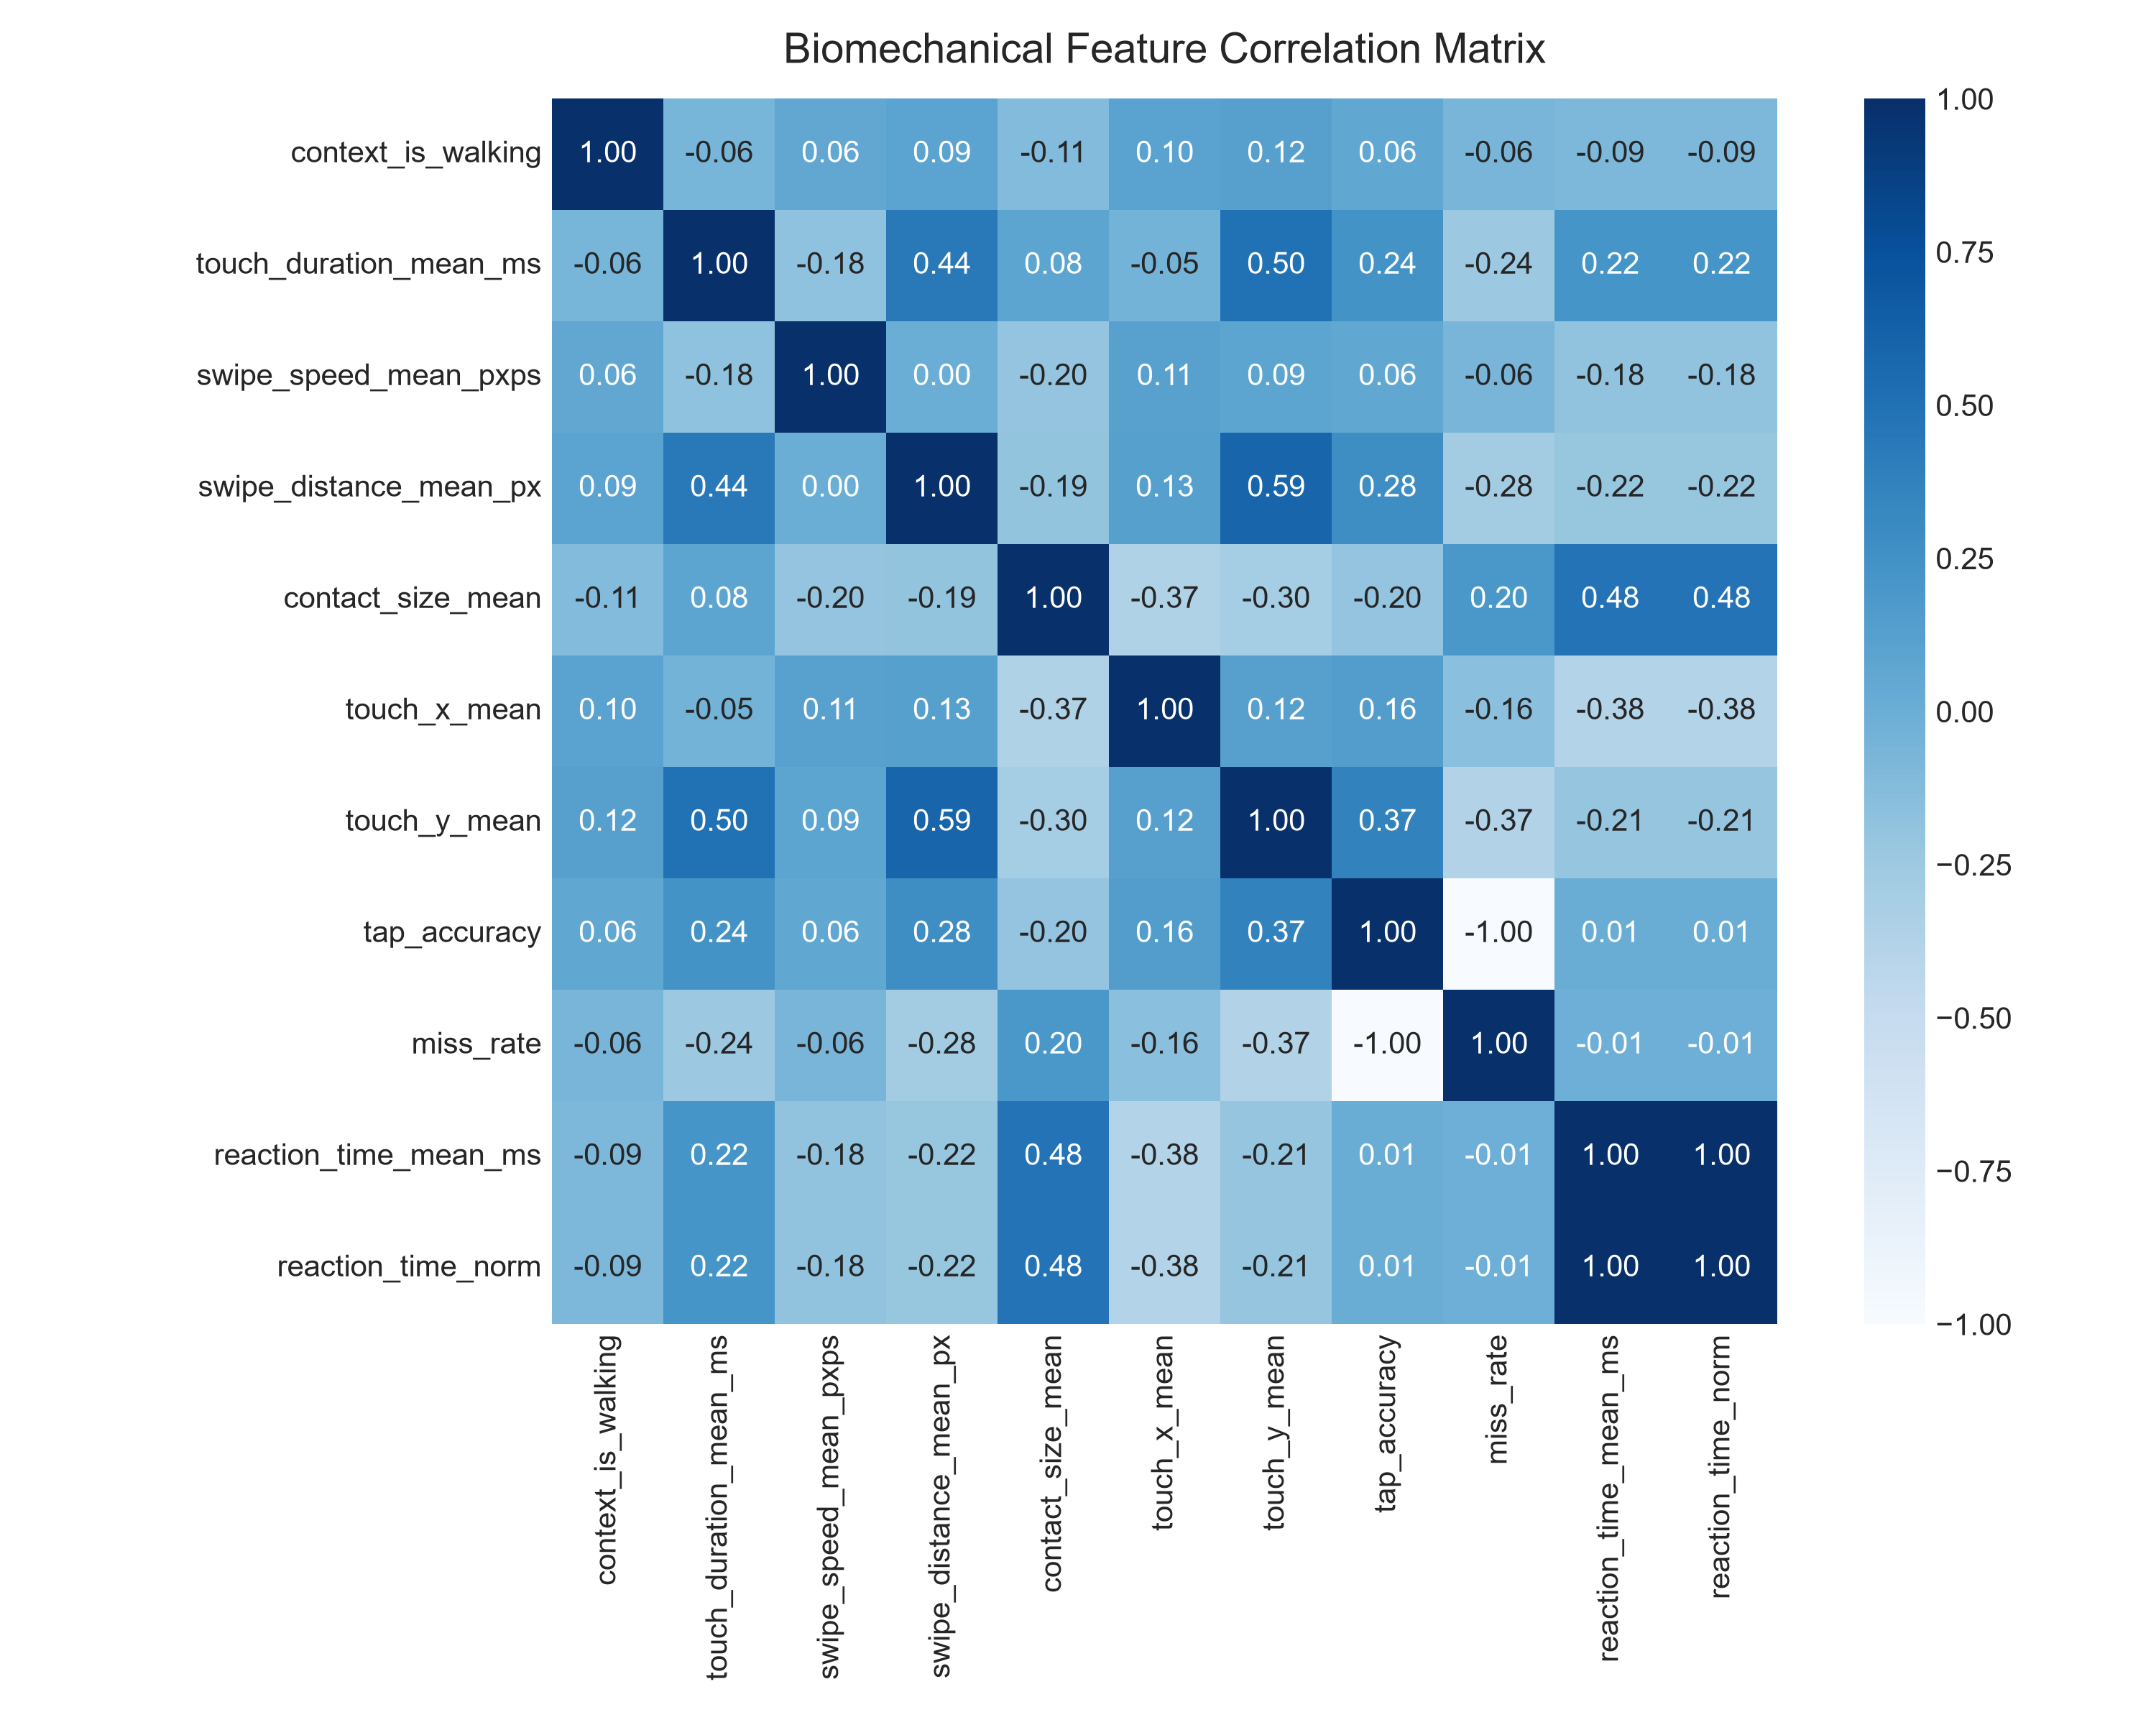 Biomechanical Feature Correlation Matrix
context_is_walking 1.00 -0.06 0.06 0.09 -0.11 0.10 0.12 0.06 -0.06 -0.09 -0.09
touch_duration_mean_ms -0.06 1.00 -0.18 0.44 0.08 -0.05 0.50 0.24 -0.24 0.22 0.22
swipe_speed_mean_pxps 0.06 -0.18 1.00 0.00 -0.20 0.11 0.09 0.06 -0.06 -0.18 -0.18
swipe_distance_mean_px 0.09 0.44 0.00 1.00 -0.19 0.13 0.59 0.28 -0.28 -0.22 -0.22
contact_size_mean -0.11 0.08 -0.20 -0.19 1.00 -0.37 -0.30 -0.20 0.20 0.48 0.48
touch_x_mean 0.10 -0.05 0.11 0.13 -0.37 1.00 0.12 0.16 -0.16 -0.38 -0.38
touch_y_mean 0.12 0.50 0.09 0.59 -0.30 0.12 1.00 0.37 -0.37 -0.21 -0.21
tap_accuracy 0.06 0.24 0.06 0.28 -0.20 0.16 0.37 1.00 -1.00 0.01 0.01
miss_rate -0.06 -0.24 -0.06 -0.28 0.20 -0.16 -0.37 -1.00 1.00 -0.01 -0.01
reaction_time_mean_ms -0.09 0.22 -0.18 -0.22 0.48 -0.38 -0.21 0.01 -0.01 1.00 1.00
reaction_time_norm -0.09 0.22 -0.18 -0.22 0.48 -0.38 -0.21 0.01 -0.01 1.00 1.00
context_is_walking
touch_duration_mean_ms
swipe_speed_mean_pxps
swipe_distance_mean_px
contact_size_mean
touch_x_mean
touch_y_mean
tap_accuracy
miss_rate
reaction_time_mean_ms
reaction_time_norm
1.00
0.75
0.50
0.25
0.00
−0.25
−0.50
−0.75
−1.00